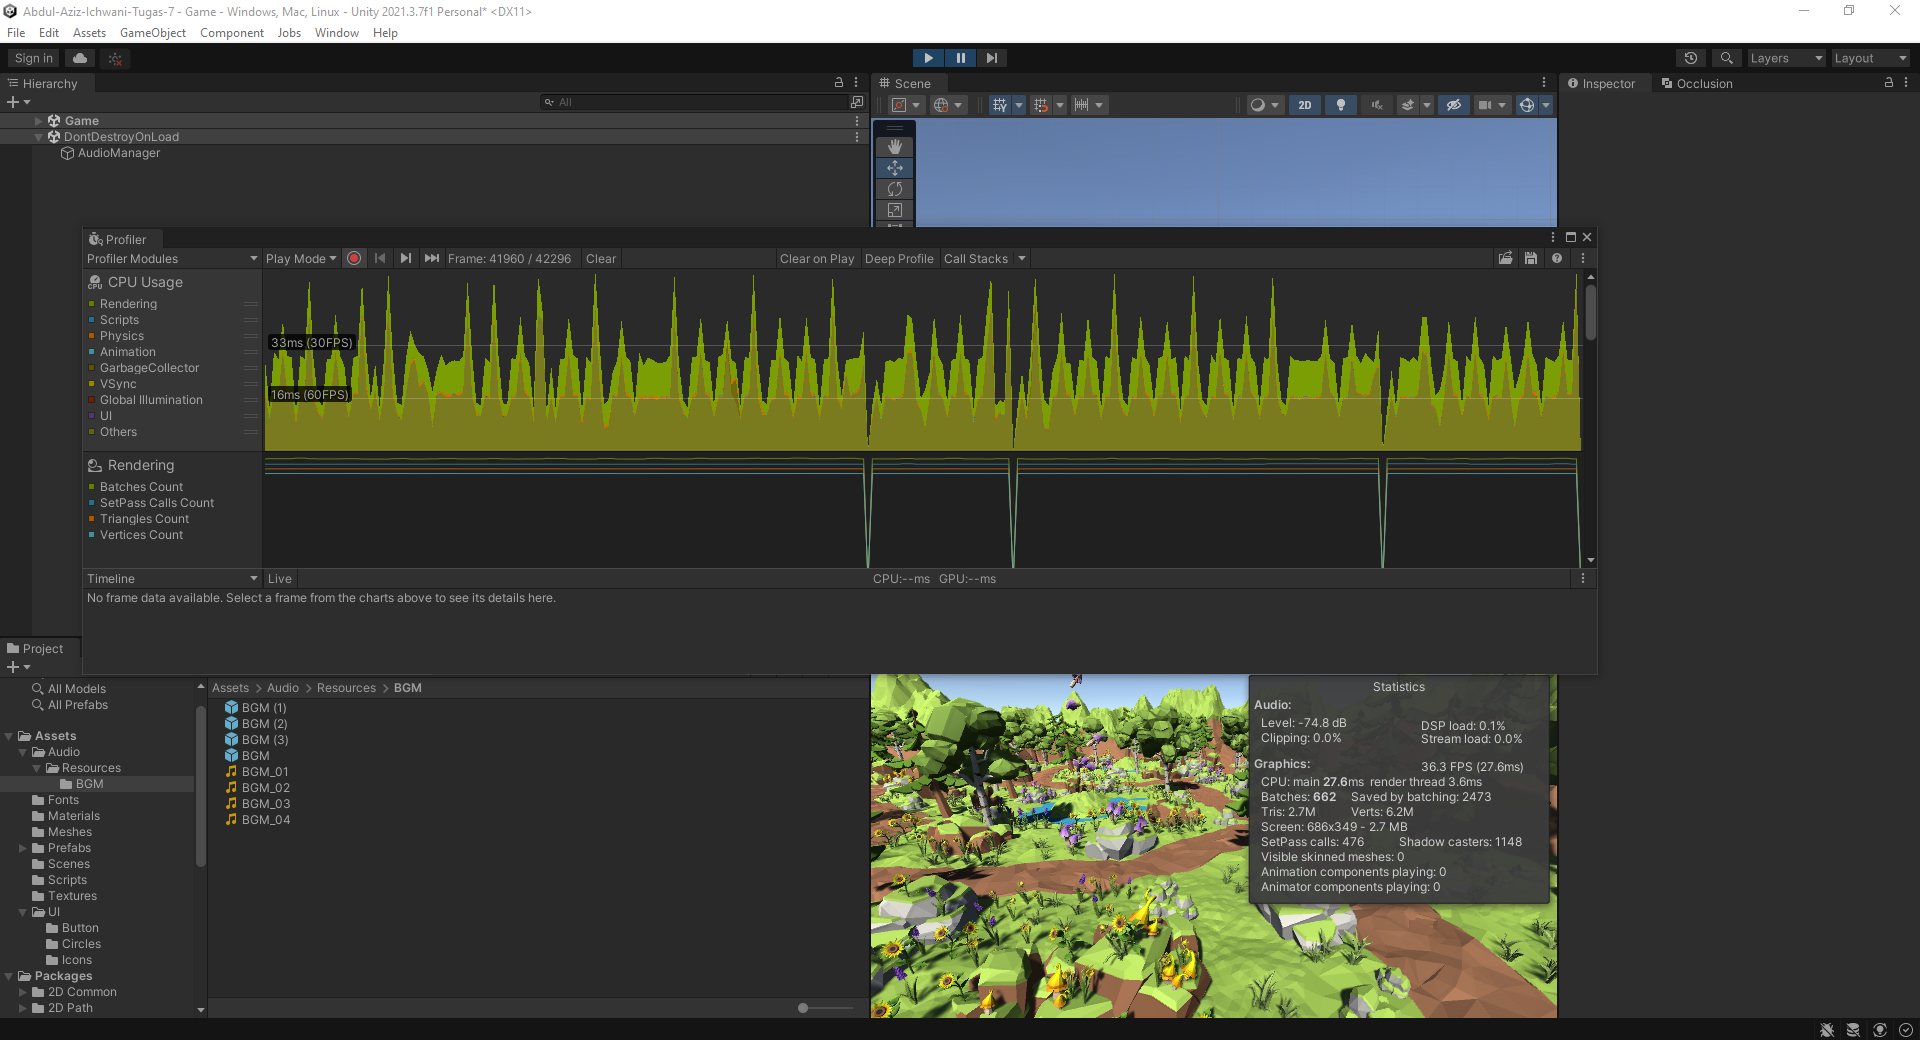 Abdul-Aziz-Ichwani-Tugas-7 - Game - Windows, Mac, Linux - Unity 2021.3.7f1 Personal* <DX11>
File Edit Assets GameObject Component Jobs Window Help
Sign in
Layers Layout
Hierarchy
All
Game
DontDestroyOnLoad
AudioManager
Scene
2D
Inspector Occlusion
Profiler
Profiler Modules Play Mode Frame: 41960 / 42296 Clear Clear on Play Deep Profile Call Stacks
CPU Usage
Rendering
Scripts
Physics
Animation
GarbageCollector
VSync
Global Illumination
UI
Others
33ms (30FPS)
16ms (60FPS)
Rendering
Batches Count
SetPass Calls Count
Triangles Count
Vertices Count
Timeline Live CPU:--ms GPU:--ms
No frame data available. Select a frame from the charts above to see its details here.
Project
All Models
All Prefabs
Assets
Audio
Resources
BGM
Fonts
Materials
Meshes
Prefabs
Scenes
Scripts
Textures
UI
Button
Circles
Icons
Packages
2D Common
2D Path
Assets > Audio > Resources > BGM
BGM (1)
BGM (2)
BGM (3)
BGM
BGM_01
BGM_02
BGM_03
BGM_04
Statistics
Audio:
Level: -74.8 dB DSP load: 0.1%
Clipping: 0.0% Stream load: 0.0%
Graphics: 36.3 FPS (27.6ms)
CPU: main 27.6ms render thread 3.6ms
Batches: 662 Saved by batching: 2473
Tris: 2.7M Verts: 6.2M
Screen: 686x349 - 2.7 MB
SetPass calls: 476 Shadow casters: 1148
Visible skinned meshes: 0
Animation components playing: 0
Animator components playing: 0